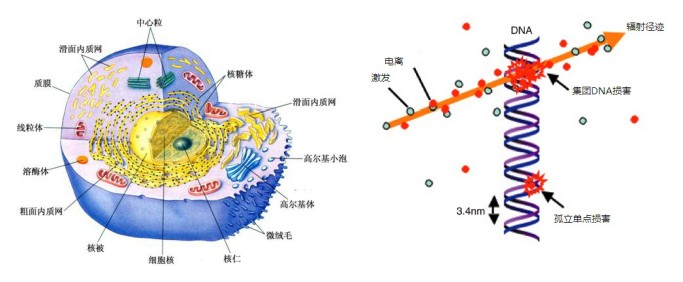 中心粒
滑面内质网
核糖体
质膜
滑面内质网
线粒体
高尔基小泡
溶酶体
高尔基体
粗面内质网
微绒毛
核被
细胞核
核仁
DNA
辐射径迹
电离
激发
集团DNA损害
3.4nm
孤立单点损害